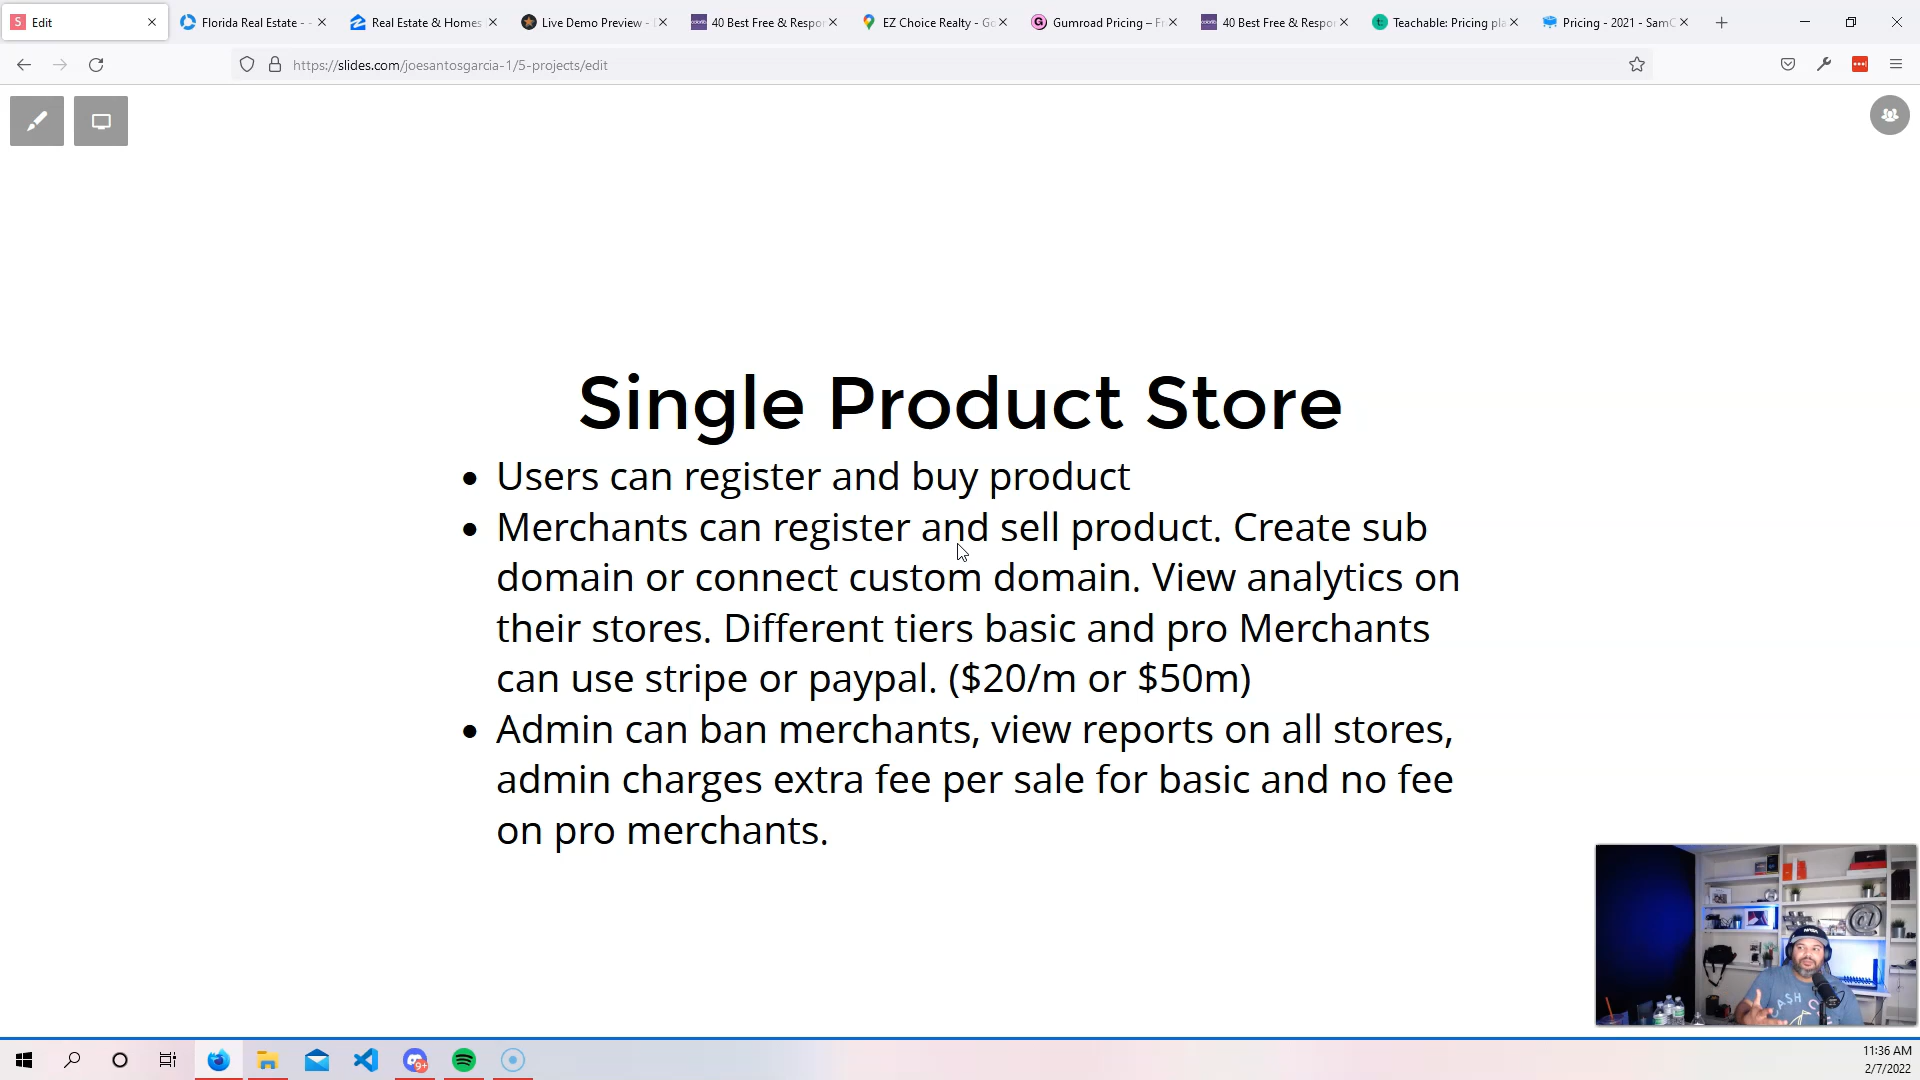 Edit
Florida Real Estate -
Real Estate & Homes
Live Demo Preview -
40 Best Free & Respo
EZ Choice Realty - Go
Gumroad Pricing – F
40 Best Free & Respo
Teachable: Pricing pla
Pricing - 2021 - SamC
https://slides.com/joesantosgarcia-1/5-projects/edit
Single Product Store
Users can register and buy product
Merchants can register and sell product. Create sub
domain or connect custom domain. View analytics on
their stores. Different tiers basic and pro Merchants
can use stripe or paypal. ($20/m or $50m)
Admin can ban merchants, view reports on all stores,
admin charges extra fee per sale for basic and no fee
on pro merchants.
9+
11:36 AM
2/7/2022